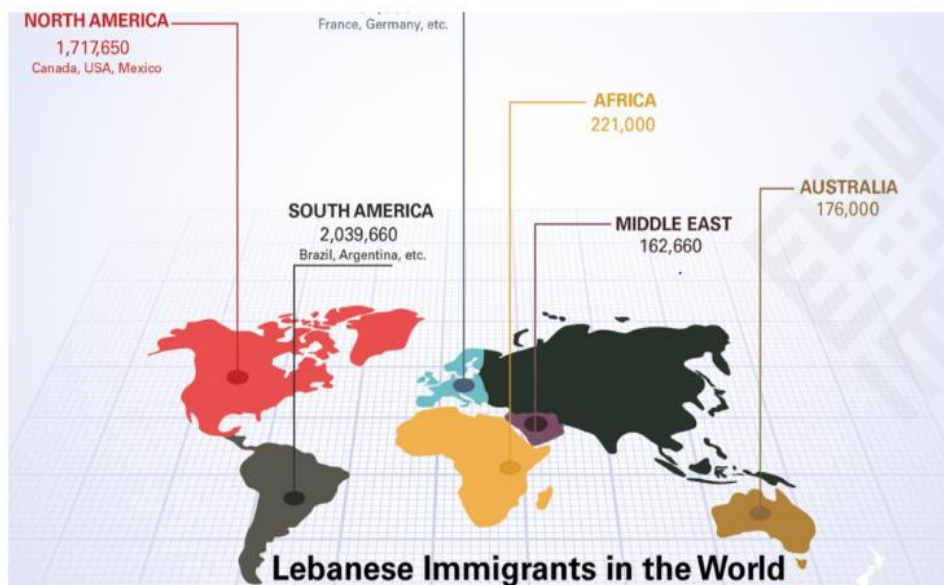 NORTH AMERICA
1,717,650
Canada, USA, Mexico
France, Germany, etc.
AFRICA
221,000
AUSTRALIA
176,000
SOUTH AMERICA
2,039,660
Brazil, Argentina, etc.
MIDDLE EAST
162,660
Lebanese Immigrants in the World